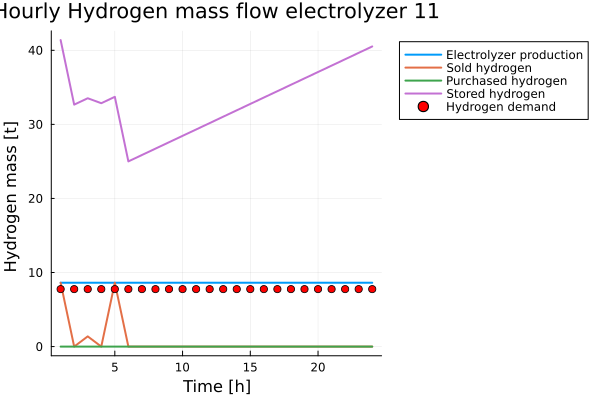 Hourly Hydrogen mass flow electrolyzer 11
Electrolyzer production
Sold hydrogen
Purchased hydrogen
Stored hydrogen
Hydrogen demand
Hydrogen mass [t]
40
30
20
10
0
5
10
15
20
Time [h]